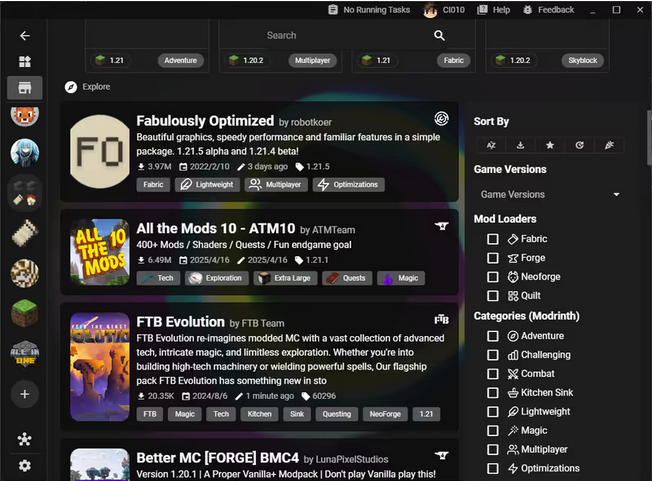 No Running Tasks
CI010
Help
Feedback
Search
1.21 Adventure
1.20.2 Multiplayer
1.21 Fabric
1.20.2 Skyblock
Explore
Fabulously Optimized by robotkoer
Beautiful graphics, speedy performance and familiar features in a simple
package. 1.21.5 alpha and 1.21.4 beta!
3.97M 2022/2/10 3 days ago 1.21.5
Fabric Lightweight Multiplayer Optimizations
FO
All the Mods 10 - ATM10 by ATMTeam
400+ Mods / Shaders / Quests / Fun endgame goal
6.49M 2025/4/16 2025/4/16 1.21.1
Tech Exploration Extra Large Quests Magic
ALL 10
THE
MODS
FTB Evolution by FTB Team
FTB
FTB Evolution re-imagines modded MC with a vast collection of advanced
tech, intricate magic, and limitless exploration. Whether you're into
building high-tech machinery or wielding powerful spells, Our flagship
pack FTB Evolution has something new in sto
20.35K 2024/8/6 1 minute ago 60296
FTB Magic Tech Kitchen Sink Questing NeoForge 1.21
Better MC [FORGE] BMC4 by LunaPixelStudios
Version 1.20.1 | A Proper Vanilla+ Modpack | Don't play Vanilla play this!
Sort By
Game Versions
Game Versions
Mod Loaders
Fabric
Forge
Neoforge
Quilt
Categories (Modrinth)
Adventure
Challenging
Combat
Kitchen Sink
Lightweight
Magic
Multiplayer
Optimizations
ALL IN
ONE